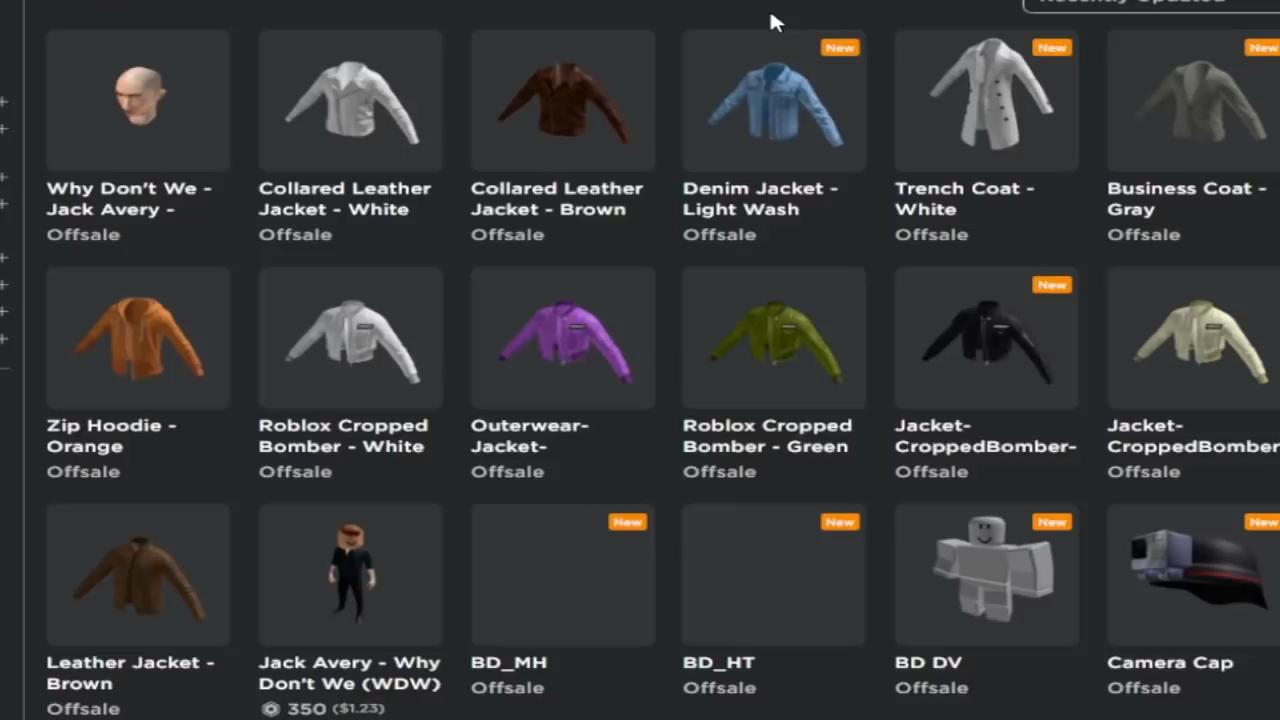 Recently Updated
New
New
New
Why Don't We -
Jack Avery -
Offsale
Collared Leather
Jacket - White
Offsale
Collared Leather
Jacket - Brown
Offsale
Denim Jacket -
Light Wash
Offsale
Trench Coat -
White
Offsale
Business Coat -
Gray
Offsale
New
Zip Hoodie -
Orange
Offsale
Roblox Cropped
Bomber - White
Offsale
Outerwear-
Jacket-
Offsale
Roblox Cropped
Bomber - Green
Offsale
Jacket-
CroppedBomber-
Offsale
Jacket-
CroppedBomber
Offsale
New
New
New
New
Leather Jacket -
Brown
Offsale
Jack Avery - Why
Don't We (WDW)
350 ($1.23)
BD_MH
Offsale
BD_HT
Offsale
BD DV
Offsale
Camera Cap
Offsale